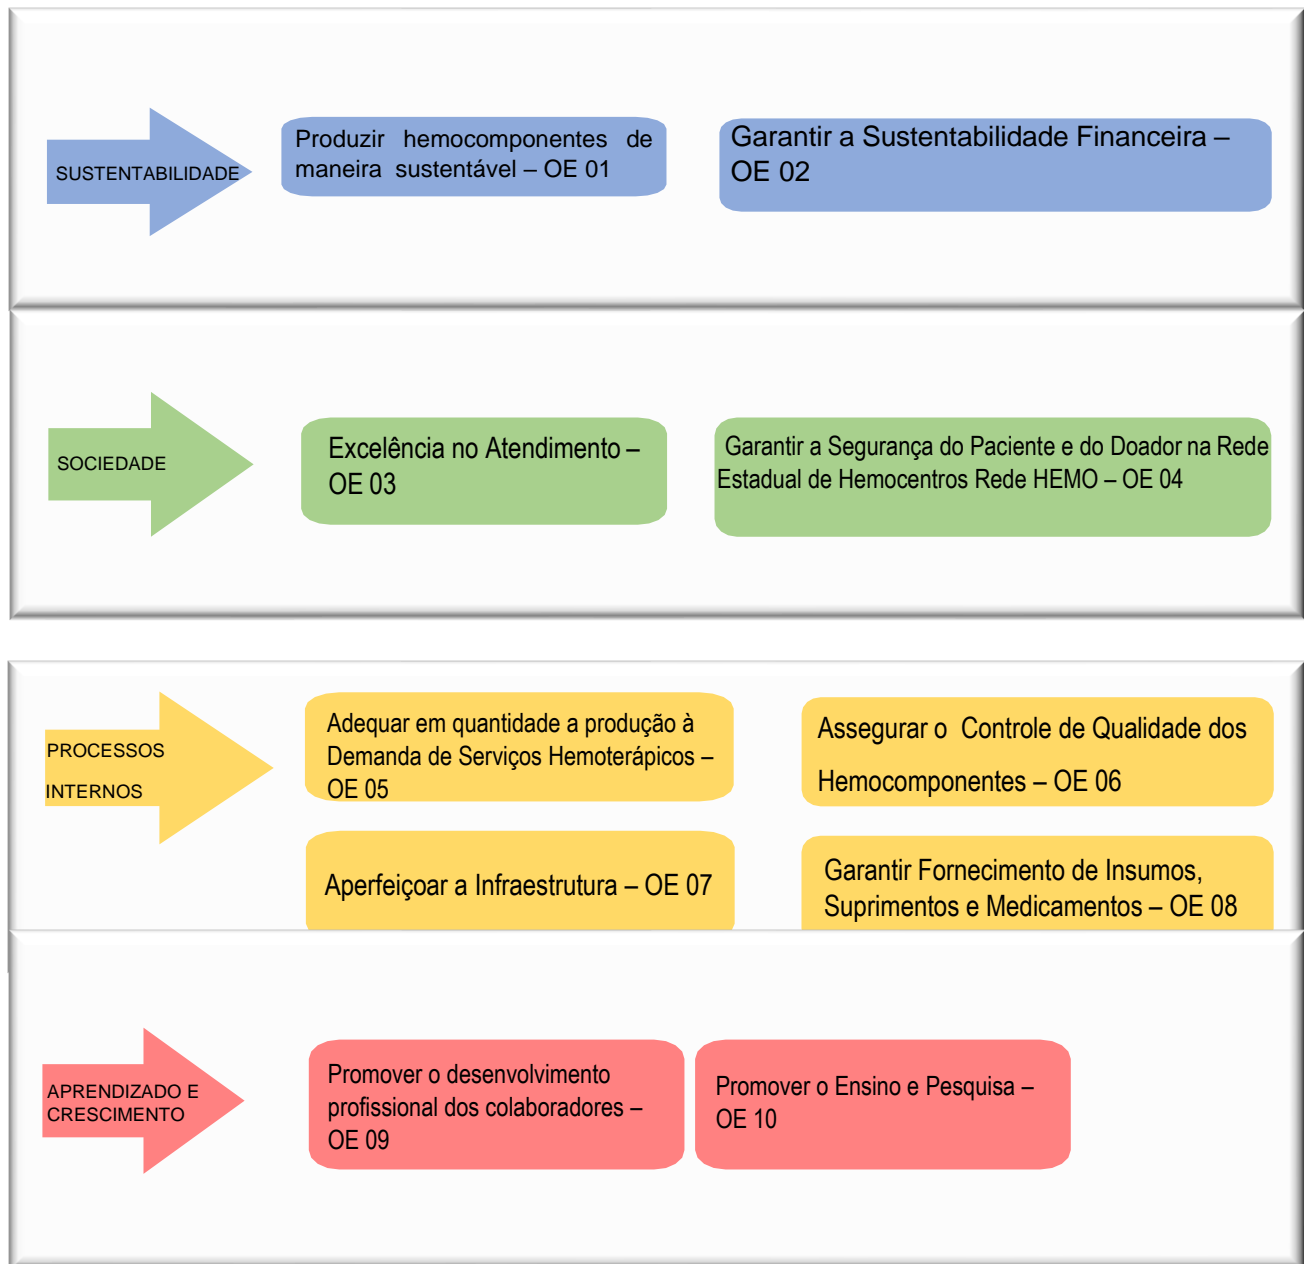 SUSTENTABILIDADE
Produzir hemocomponentes de
maneira sustentável – OE 01
Garantir a Sustentabilidade Financeira –
OE 02
SOCIEDADE
Excelência no Atendimento –
OE 03
Garantir a Segurança do Paciente e do Doador na Rede
Estadual de Hemocentros Rede HEMO – OE 04
PROCESSOS
INTERNOS
Adequar em quantidade a produção à
Demanda de Serviços Hemoterápicos –
OE 05
Assegurar o Controle de Qualidade dos
Hemocomponentes – OE 06
Aperfeiçoar a Infraestrutura – OE 07
Garantir Fornecimento de Insumos,
Suprimentos e Medicamentos – OE 08
APRENDIZADO E
CRESCIMENTO
Promover o desenvolvimento
profissional dos colaboradores –
OE 09
Promover o Ensino e Pesquisa –
OE 10